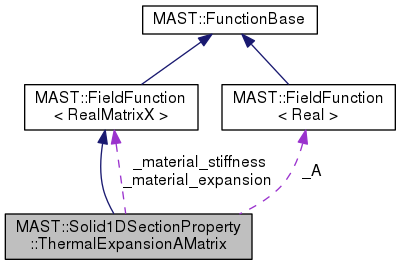 MAST::FunctionBase
MAST::FieldFunction
< RealMatrixX >
MAST::FieldFunction
< Real >
_material_stiffness
_material_expansion
_A
MAST::Solid1DSectionProperty
::ThermalExpansionAMatrix